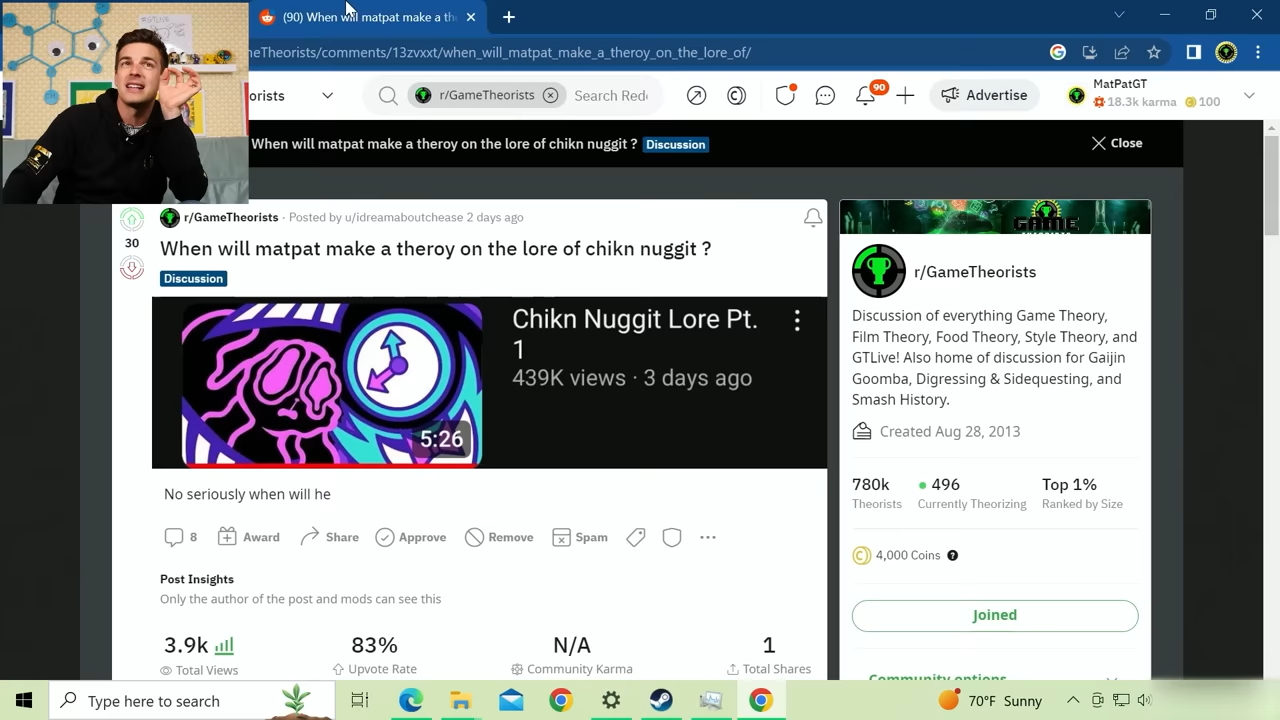 (90) When will matpat make a th
eTheorists/comments/13zvxxt/when_will_matpat_make_a_theroy_on_the_lore_of/
orists
r/GameTheorists
Search Red
90
Advertise
MatPatGT
18.3k karma
100
When will matpat make a theroy on the lore of chikn nuggit ? Discussion
Close
r/GameTheorists · Posted by u/idreamaboutchease 2 days ago
30
When will matpat make a theroy on the lore of chikn nuggit ?
Discussion
Chikn Nuggit Lore Pt.
1
439K views · 3 days ago
5:26
No seriously when will he
8 Award Share Approve Remove Spam
Post Insights
Only the author of the post and mods can see this
3.9k 83% N/A 1
Total Views Upvote Rate Community Karma Total Shares
GAME
r/GameTheorists
Discussion of everything Game Theory,
Film Theory, Food Theory, Style Theory, and
GTLive! Also home of discussion for Gaijin
Goomba, Digressing & Sidequesting, and
Smash History.
Created Aug 28, 2013
780k 496 Top 1%
Theorists Currently Theorizing Ranked by Size
4,000 Coins
Joined
Community options
Type here to search
70°F Sunny